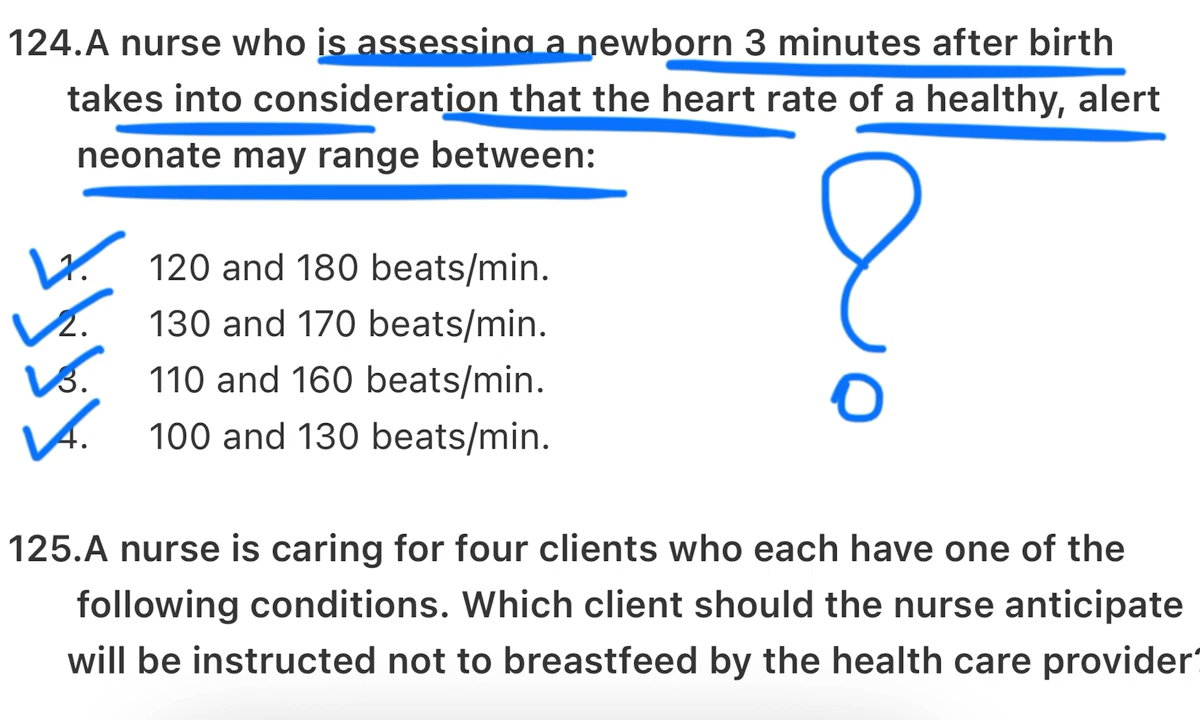 124.A nurse who is assessing a newborn 3 minutes after birth
takes into consideration that the heart rate of a healthy, alert
neonate may range between:
1. 120 and 180 beats/min.
2. 130 and 170 beats/min.
3. 110 and 160 beats/min.
4. 100 and 130 beats/min.
?
125.A nurse is caring for four clients who each have one of the
following conditions. Which client should the nurse anticipate
will be instructed not to breastfeed by the health care provider?